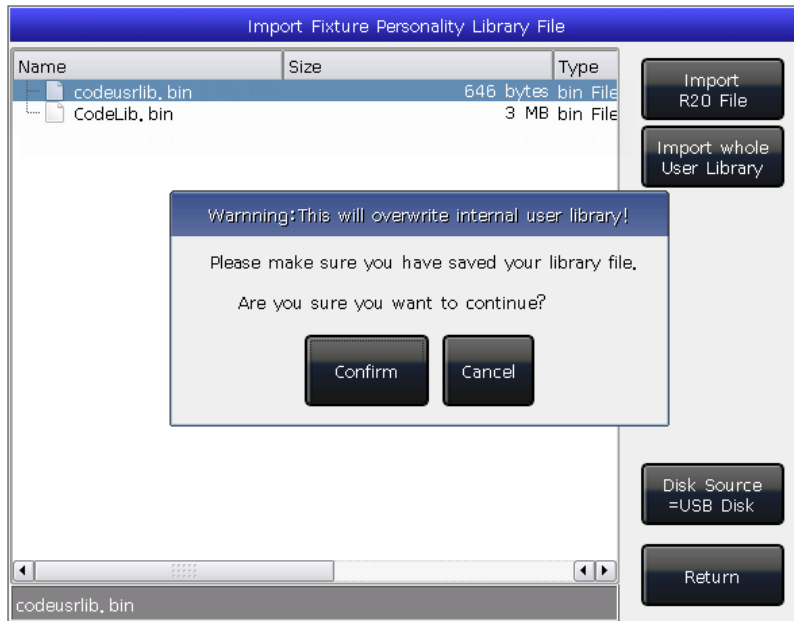 Import Fixture Personality Library File
Name Size Type
codeusrlib.bin 646 bytes bin File
CodeLib.bin 3 MB bin File
Import
R20 File
Import whole
User Library
Warnning:This will overwrite internal user library!
Please make sure you have saved your library file.
Are you sure you want to continue?
Confirm Cancel
Disk Source
=USB Disk
Return
codeusrlib.bin